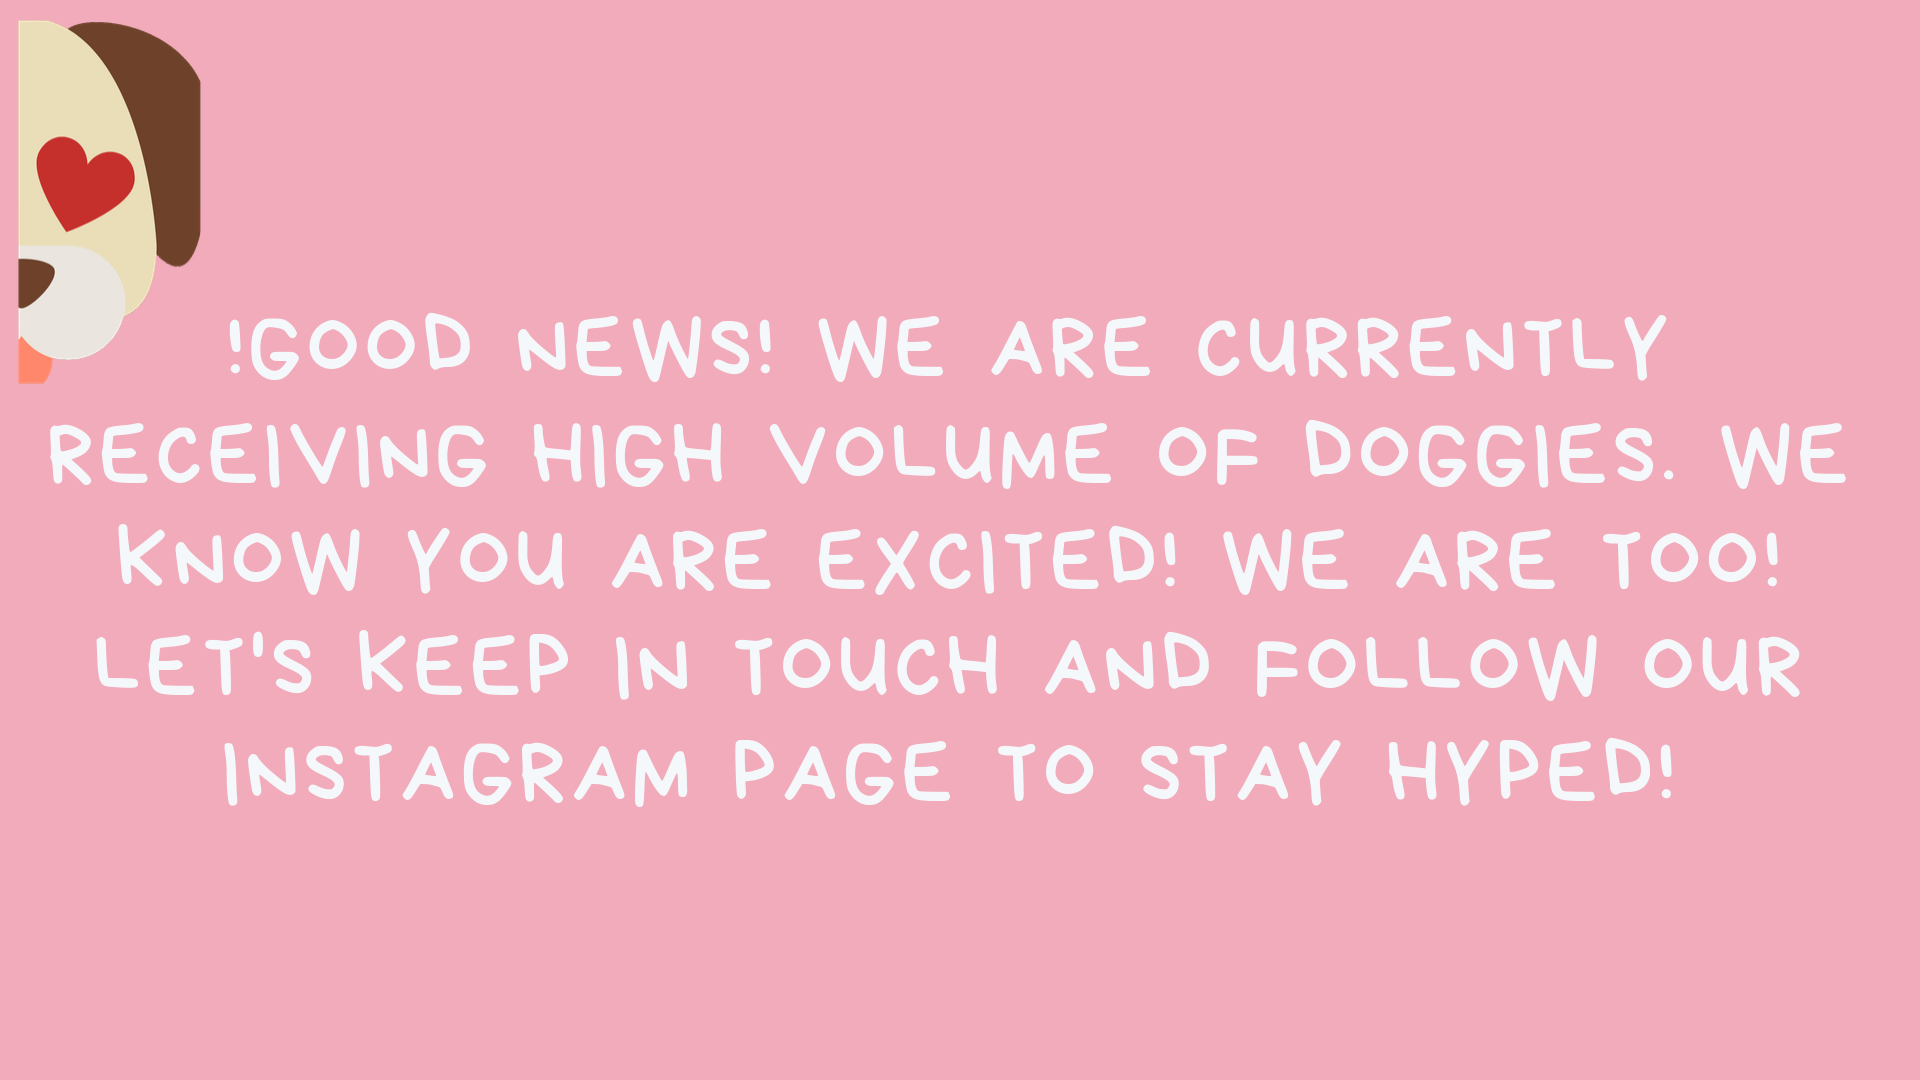 !GOOD NEWS! WE ARE CURRENTLY
RECEIVING HIGH VOLUME OF DOGGIES. WE
KNOW YOU ARE EXCITED! WE ARE TOO!
LET'S KEEP IN TOUCH AND FOLLOW OUR
INSTAGRAM PAGE TO STAY HYPED!